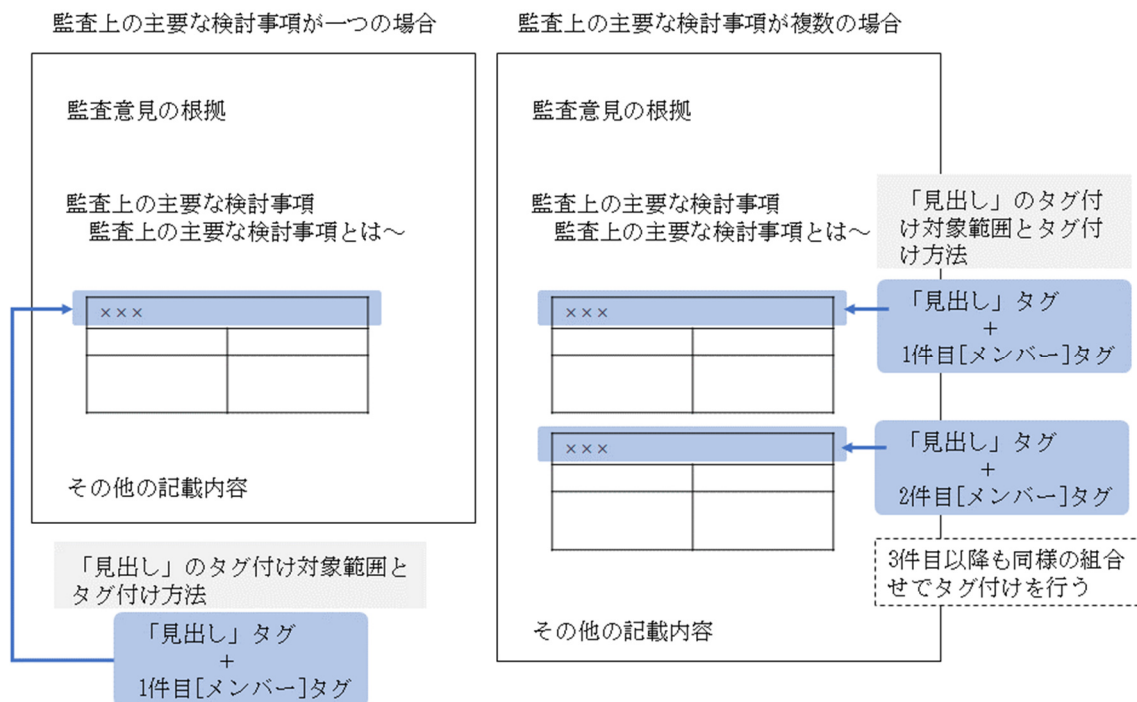 監査上の主要な検討事項が一つの場合
監査意見の根拠
監査上の主要な検討事項
監査上の主要な検討事項とは～
×××
その他の記載内容
「見出し」のタグ付け対象範囲と
タグ付け方法
「見出し」タグ
+
1件目[メンバー]タグ
監査上の主要な検討事項が複数の場合
監査意見の根拠
監査上の主要な検討事項
監査上の主要な検討事項とは～
「見出し」のタグ付
け対象範囲とタグ付
け方法
×××
「見出し」タグ
+
1件目[メンバー]タグ
×××
「見出し」タグ
+
2件目[メンバー]タグ
3件目以降も同様の組合
せでタグ付けを行う
その他の記載内容